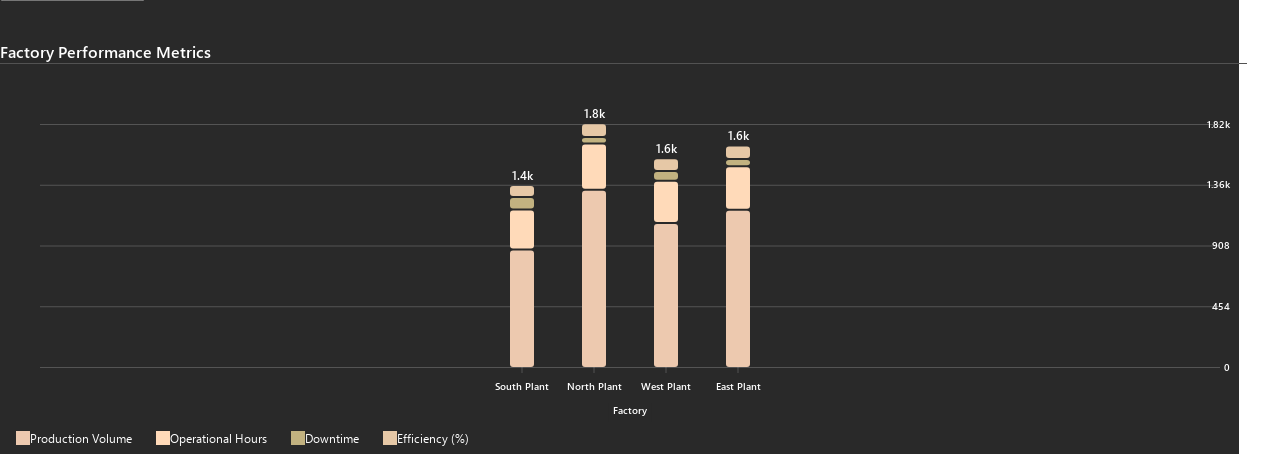 Factory Performance Metrics
1.8k
1.82k
1.6k
1.6k
1.4k
1.36k
908
454
0
South Plant North Plant West Plant East Plant
Factory
Production Volume Operational Hours Downtime Efficiency (%)